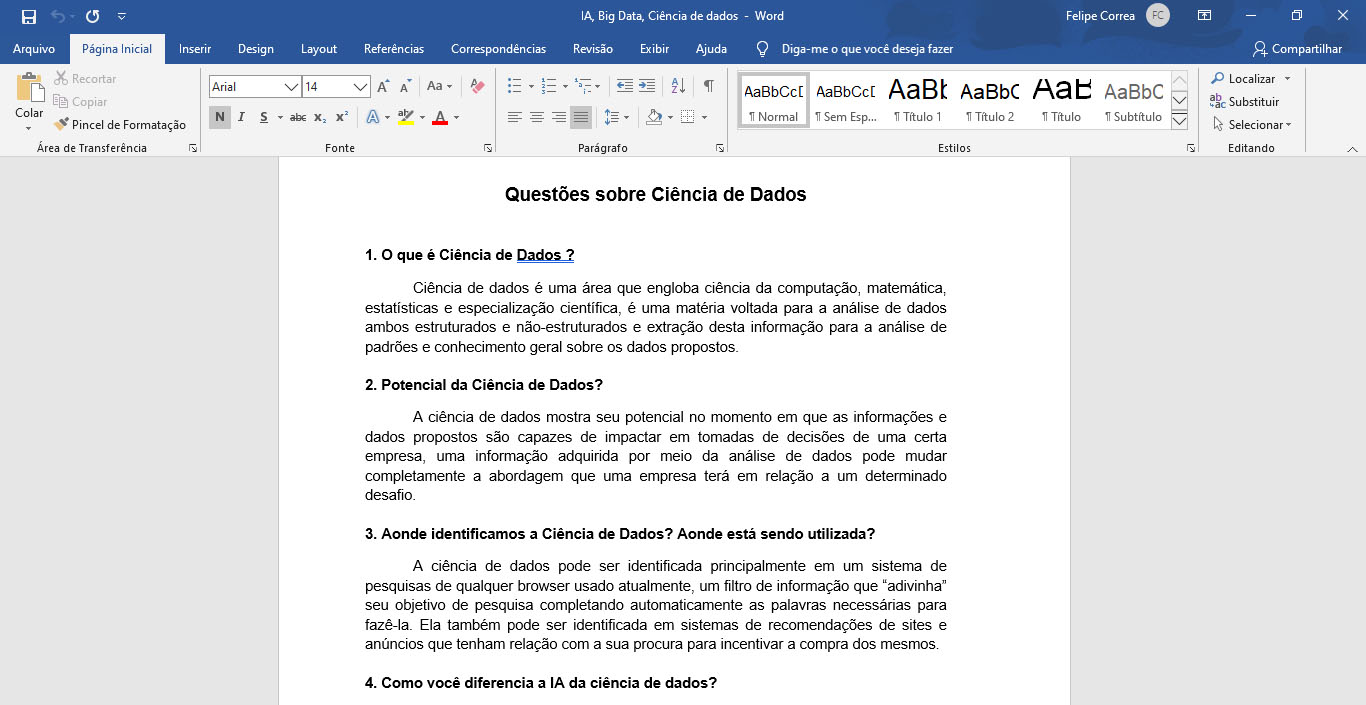 IA, Big Data, Ciência de dados - Word
Felipe Correa FC
Arquivo Página Inicial Inserir Design Layout Referências Correspondências Revisão Exibir Ajuda Diga-me o que você deseja fazer Compartilhar
Colar
Recortar
Copiar
Pincel de Formatação
Área de Transferência
Arial 14
N I S abc x₂ x²
Fonte
Parágrafo
AaBbCcD AaBbCcD AaBb AaBbC AaB AaBbC
¶ Normal ¶ Sem Esp... ¶ Título 1 ¶ Título 2 ¶ Título ¶ Subtítulo
Estilos
Localizar
Substituir
Selecionar
Editando
Questões sobre Ciência de Dados
1. O que é Ciência de Dados ?
Ciência de dados é uma área que engloba ciência da computação, matemática,
estatísticas e especialização científica, é uma matéria voltada para a análise de dados
ambos estruturados e não-estruturados e extração desta informação para a análise de
padrões e conhecimento geral sobre os dados propostos.
2. Potencial da Ciência de Dados?
A ciência de dados mostra seu potencial no momento em que as informações e
dados propostos são capazes de impactar em tomadas de decisões de uma certa
empresa, uma informação adquirida por meio da análise de dados pode mudar
completamente a abordagem que uma empresa terá em relação a um determinado
desafio.
3. Aonde identificamos a Ciência de Dados? Aonde está sendo utilizada?
A ciência de dados pode ser identificada principalmente em um sistema de
pesquisas de qualquer browser usado atualmente, um filtro de informação que “adivinha”
seu objetivo de pesquisa completando automaticamente as palavras necessárias para
fazê-la. Ela também pode ser identificada em sistemas de recomendações de sites e
anúncios que tenham relação com a sua procura para incentivar a compra dos mesmos.
4. Como você diferencia a IA da ciência de dados?